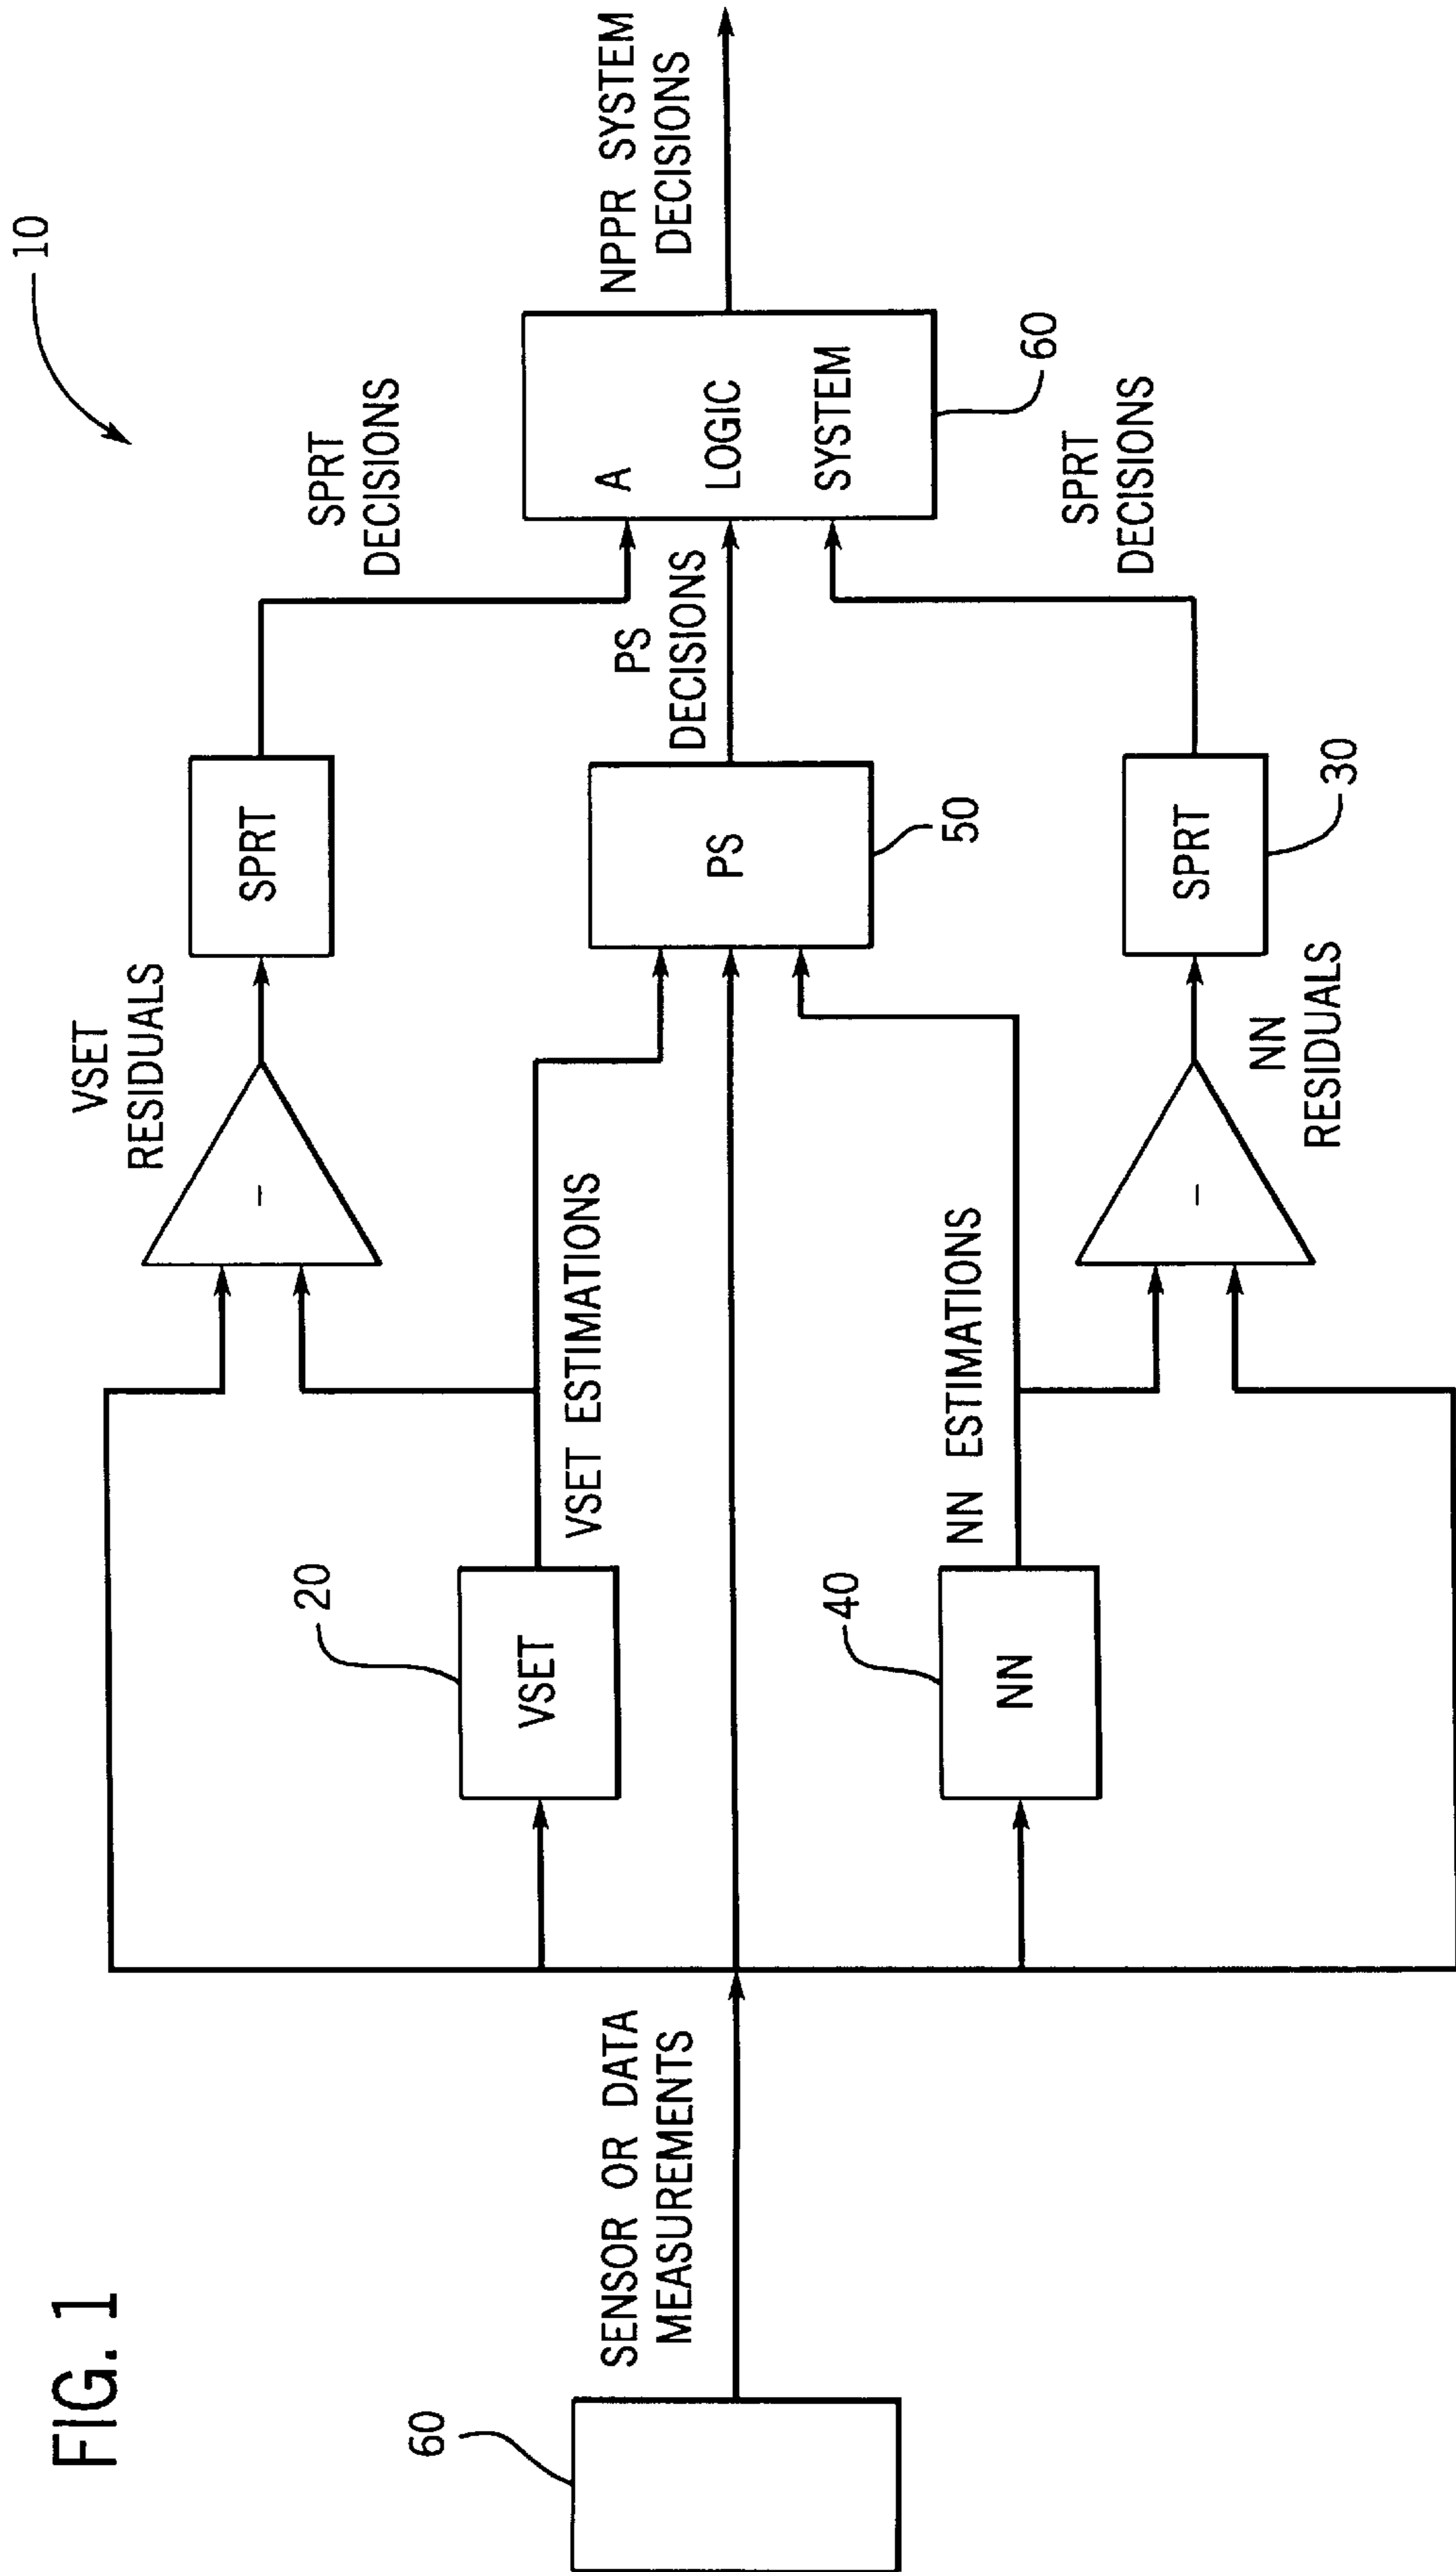 FIG. 1
10
60
SENSOR OR DATA
MEASUREMENTS
20
VSET
VSET ESTIMATIONS
40
NN
NN ESTIMATIONS
VSET
RESIDUALS
–
SPRT
SPRT
DECISIONS
PS
50
PS
DECISIONS
–
NN
RESIDUALS
SPRT
30
SPRT
DECISIONS
A
LOGIC
SYSTEM
60
NPPR SYSTEM
DECISIONS